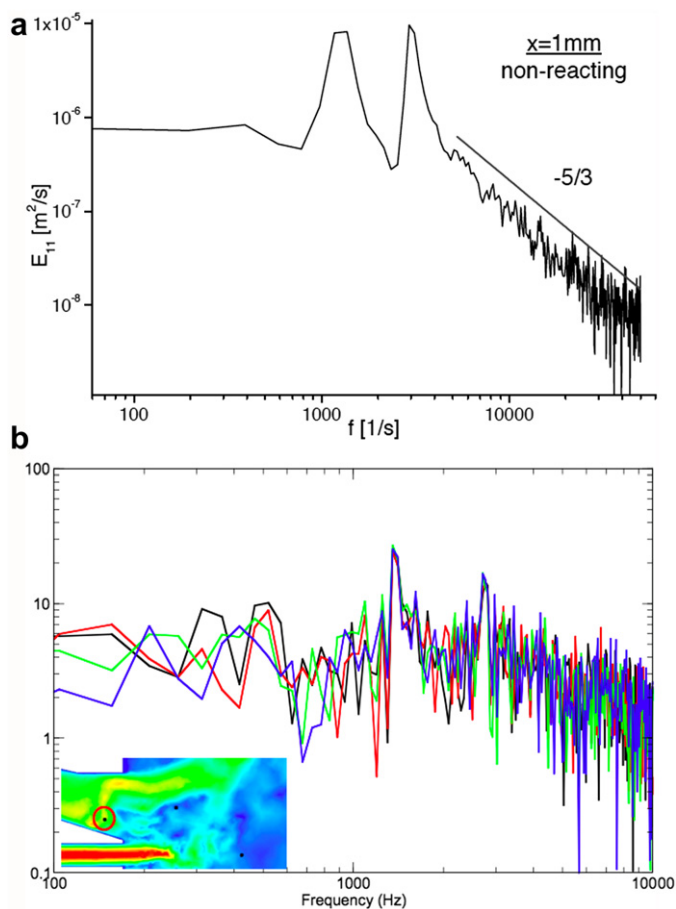 a
1x10⁻⁵
10⁻⁶
10⁻⁷
10⁻⁸
E₁₁ [m²/s]
x=1mm
non-reacting
-5/3
100
1000
10000
f [1/s]
b
100
10
1
0.1
100
1000
10000
Frequency (Hz)